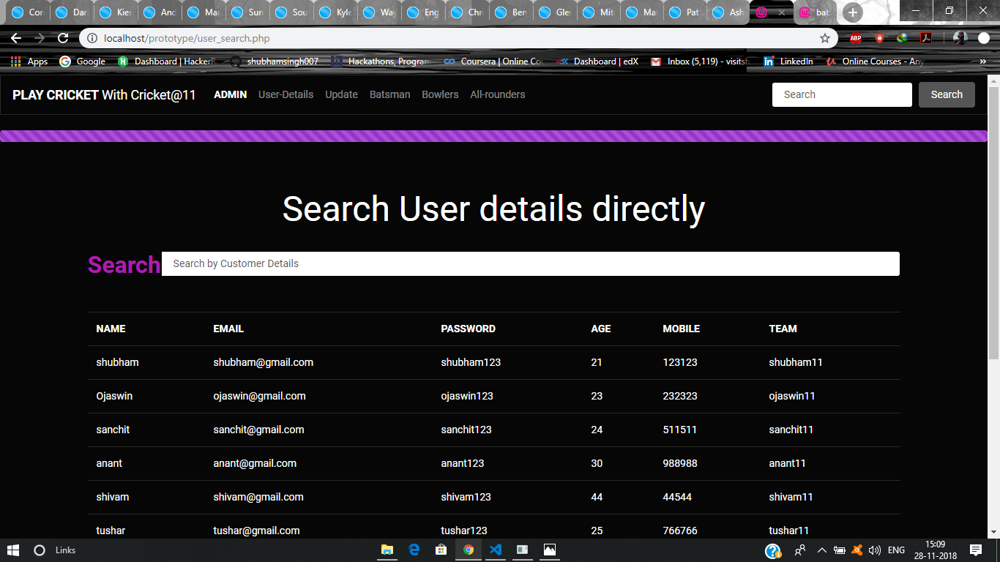 Cor Dar Kier And Mar Sun Sou Kyle Way Eng Chri Ben Gler Mit Mar Pat Ash bat
localhost/prototype/user_search.php
ABP
Apps Google Dashboard | HackerR shubhamsingh007 Hackathons, Program Coursera | Online Co Dashboard | edX Inbox (5,119) - visitsh LinkedIn Online Courses - Any »
PLAY CRICKET With Cricket@11 ADMIN User-Details Update Batsman Bowlers All-rounders Search Search
Search User details directly
Search Search by Customer Details
NAME EMAIL PASSWORD AGE MOBILE TEAM
shubham shubham@gmail.com shubham123 21 123123 shubham11
Ojaswin ojaswin@gmail.com ojaswin123 23 232323 ojaswin11
sanchit sanchit@gmail.com sanchit123 24 511511 sanchit11
anant anant@gmail.com anant123 30 988988 anant11
shivam shivam@gmail.com shivam123 44 44544 shivam11
tushar tushar@gmail.com tushar123 25 766766 tushar11
Links ENG 15:09
28-11-2018